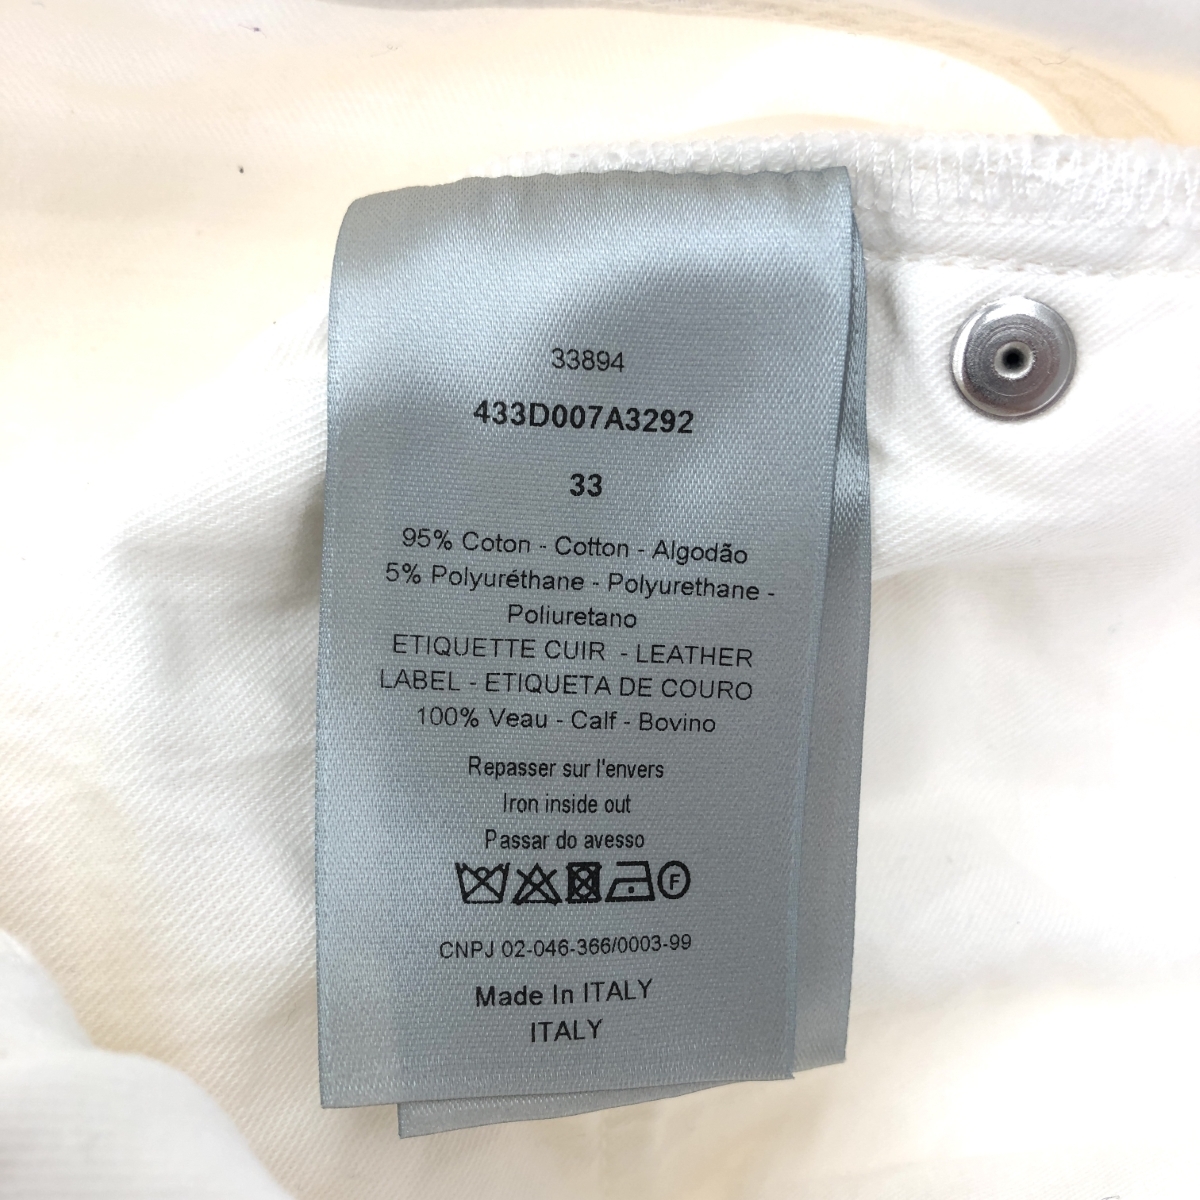 33894
433D007A3292
33
95% Coton - Cotton - Algodão
5% Polyuréthane - Polyurethane -
Poliuretano
ETIQUETTE CUIR - LEATHER
LABEL - ETIQUETA DE COURO
100% Veau - Calf - Bovino
Repasser sur l'envers
Iron inside out
Passar do avesso
F
CNPJ 02-046-366/0003-99
Made In ITALY
ITALY